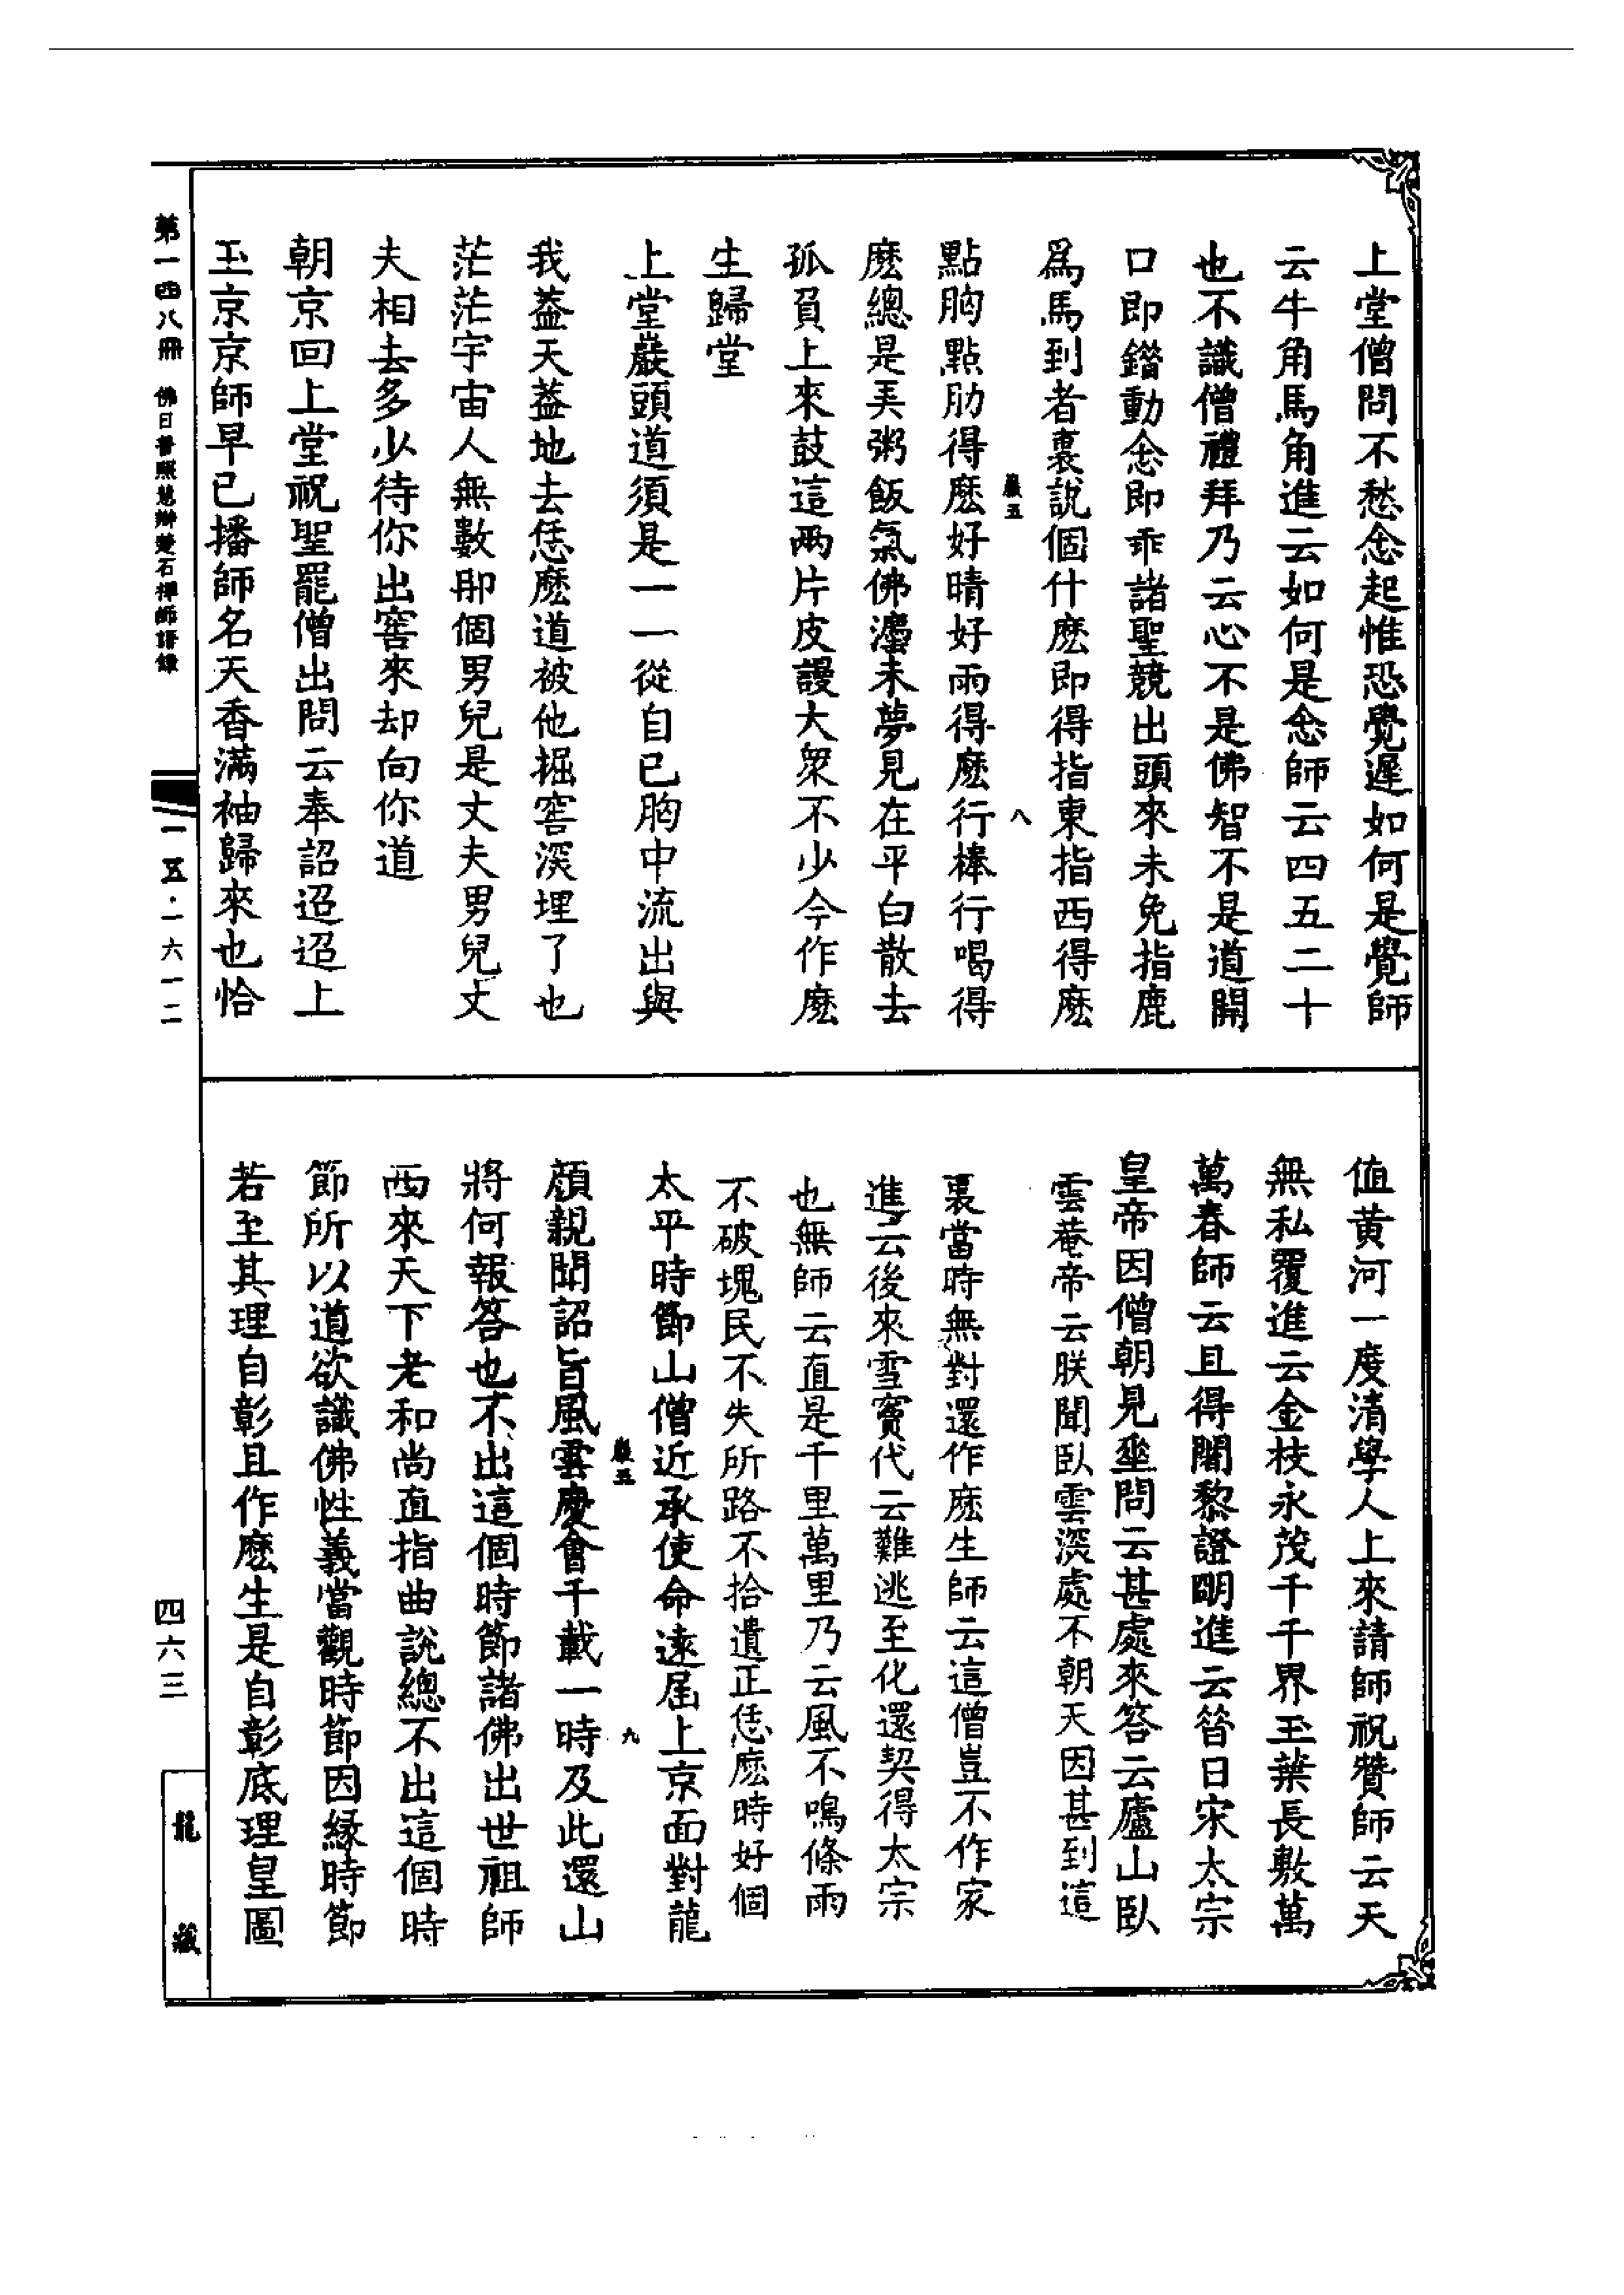 上堂僧問不愁念起惟恐覺遲如何是覺師
云牛角馬角進云如何是念師云四五二十
也不識僧禮拜乃云心不是佛智不是道開
口即錯動念即乖諸聖競出頭來未免指鹿
爲馬到者裏說個什麽即得指東指西得麽
巖五
八
點胸點肋得麽好晴好雨得麽行棒行喝得
麽總是弄粥飯氣佛灋未夢見在平白散去
孤負上來鼓這兩片皮謾大衆不少今作麽
生歸堂
上堂巖頭道須是一一從自已胸中流出與
我葢天葢地去恁麽道被他掘窖深埋了也
茫茫宇宙人無數那個男兒是丈夫男兒丈
夫相去多少待你出窖來却向你道
朝京回上堂祝聖罷僧出問云奉詔迢迢上
玉京京師早已播師名天香滿袖歸來也恰
值黄河一度清學人上來請師祝贊師云天
無私覆進云金枝永茂千千界玉葉長敷萬
萬春師云且得闍黎證明進云昔日宋太宗
皇帝因僧朝見坐問云甚處來答云廬山臥
雲菴帝云朕聞臥雲深處不朝天因甚到這
裏當時無對還作麽生師云這僧豈不作家
進云後來雪竇代云難逃至化還契得太宗
也無師云直是千里萬里乃云風不鳴條雨
不破塊民不失所路不拾遺正恁麽時好個
太平時節山僧近承使命遠屆上京面對龍
巖五
九
顔親聞詔旨風雲慶會千載一時及此還山
將何報答也不出這個時節諸佛出世祖師
西來天下老和尚直指曲說總不出這個時
節所以道欲識佛性義當觀時節因緣時節
若至其理自彰且作麽生是自彰底理皇圖
第一四八冊 佛日普照慧辯楚石禪師語錄
一五·一六一二
四六三
龍藏